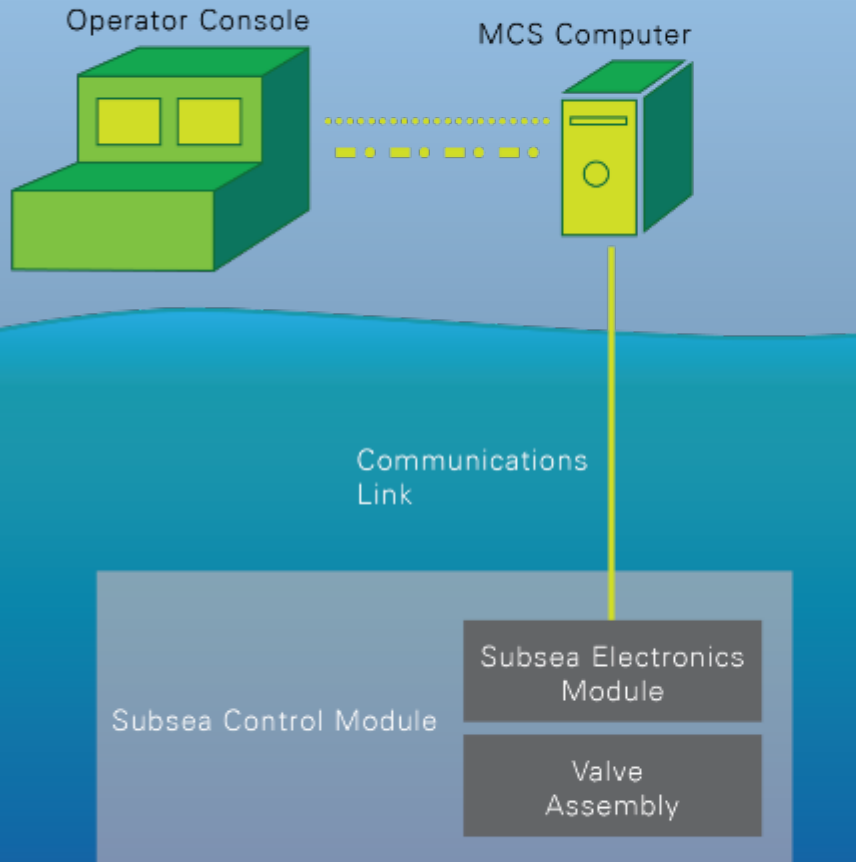 Operator Console
MCS Computer
Communications
Link
Subsea Electronics
Module
Subsea Control Module
Valve
Assembly